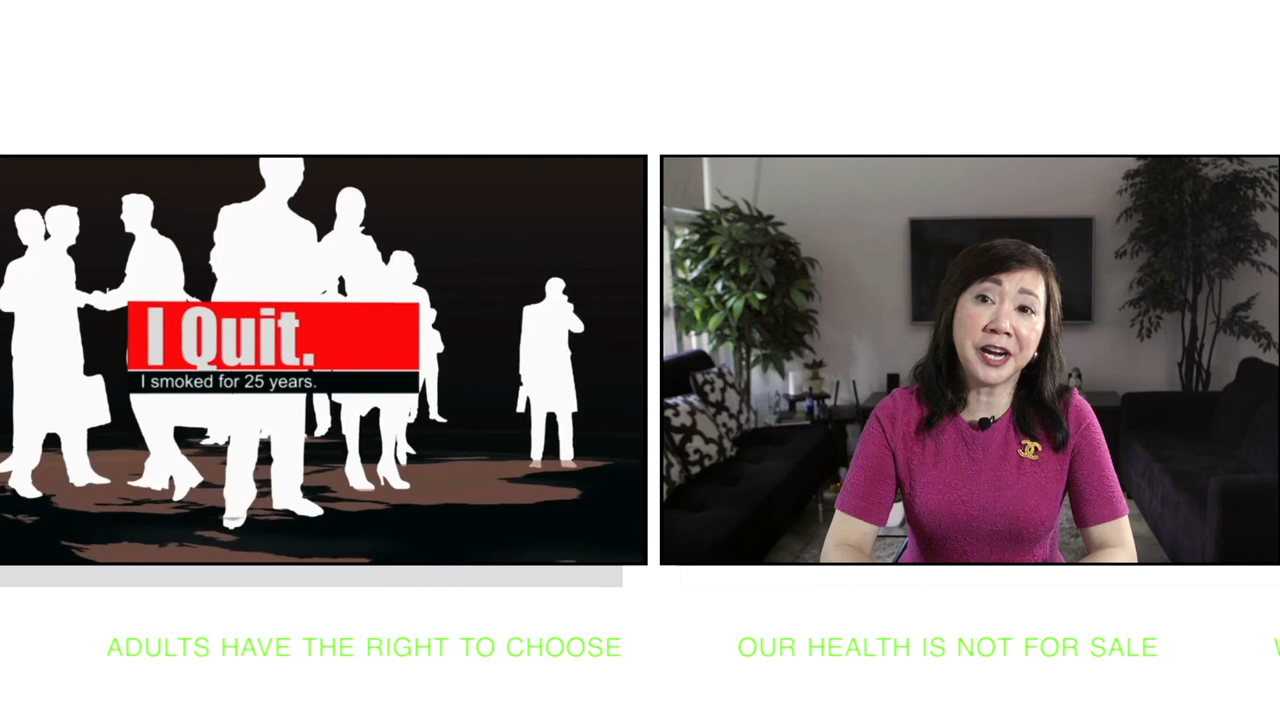 I Quit.
I smoked for 25 years.
ADULTS HAVE THE RIGHT TO CHOOSE
OUR HEALTH IS NOT FOR SALE